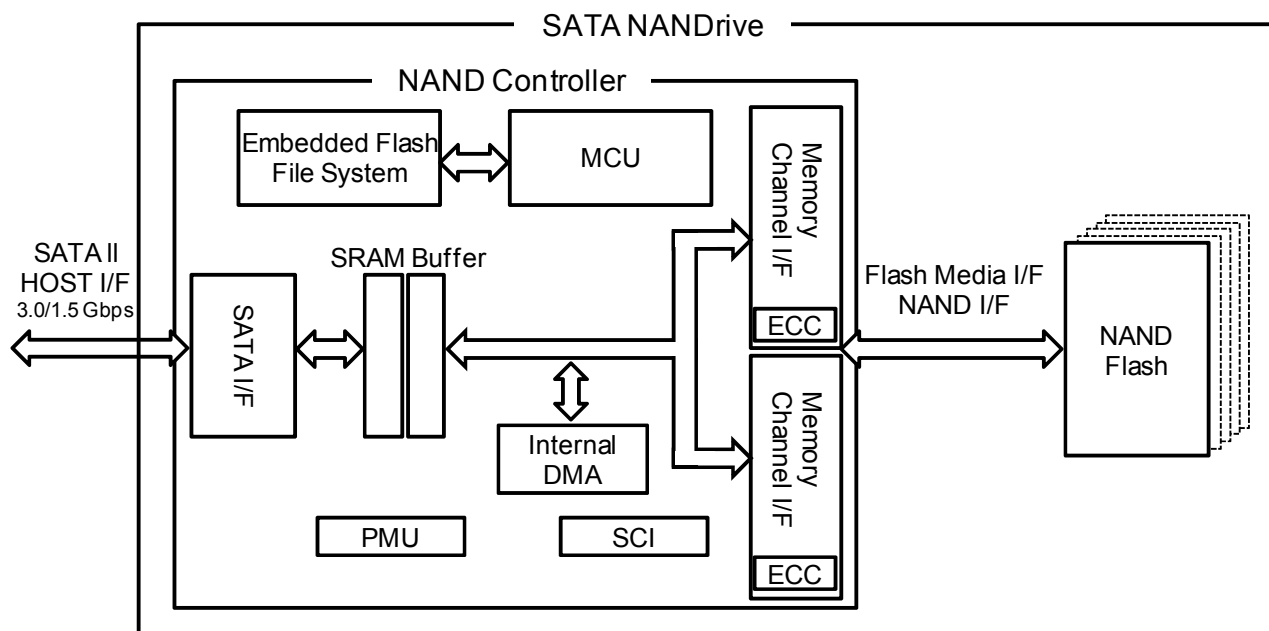 SATA NANDrive
NAND Controller
Embedded Flash
File System
MCU
Memory
Channel I/F
ECC
SATA II
HOST I/F
3.0/1.5 Gbps
SATA I/F
SRAM Buffer
Internal
DMA
PMU
SCI
Memory
Channel I/F
ECC
Flash Media I/F
NAND I/F
NAND
Flash